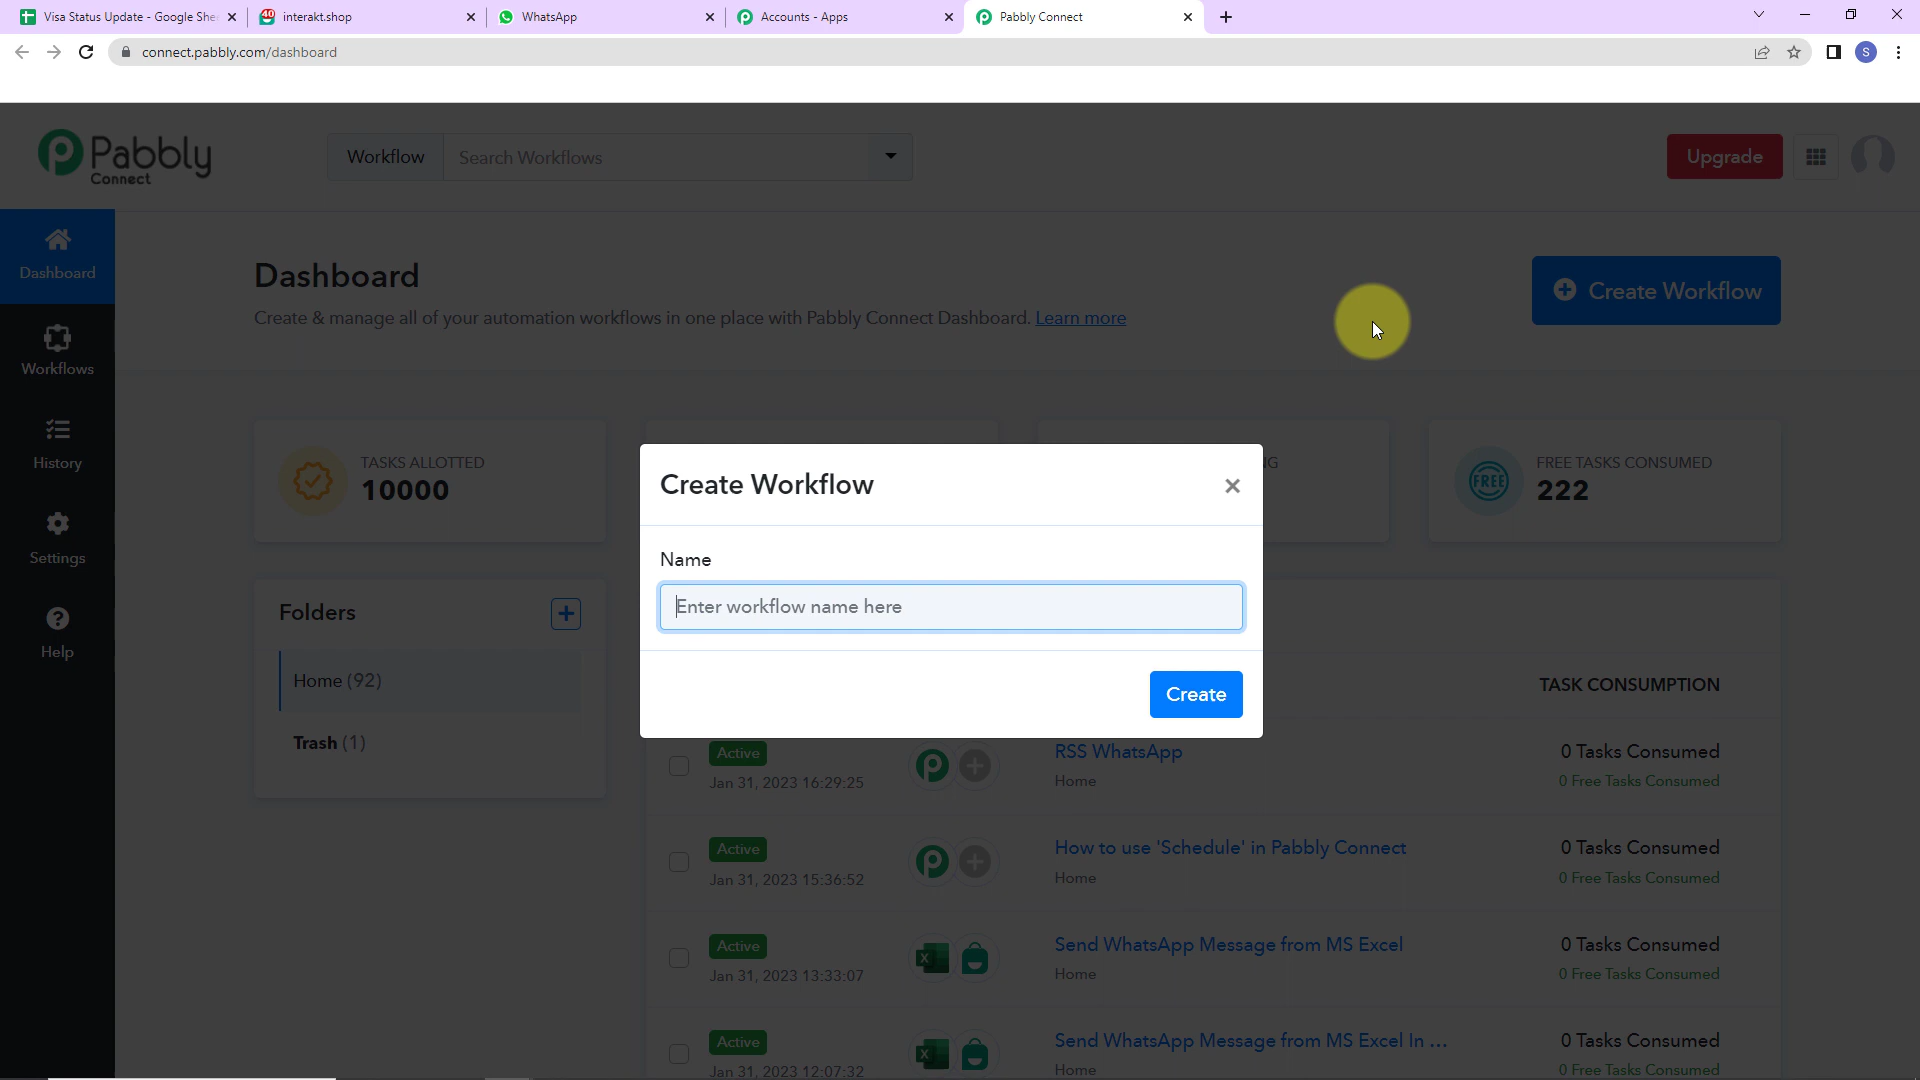 Visa Status Update - Google She
interakt.shop
WhatsApp
Accounts - Apps
Pabbly Connect
S
connect.pabbly.com/dashboard
Pabbly
Connect
Workflow
Search Workflows
Upgrade
Dashboard
Workflows
History
Settings
Help
Dashboard
Create & manage all of your automation workflows in one place with Pabbly Connect Dashboard. Learn more
Create Workflow
TASKS ALLOTTED
10000
NG
FREE
FREE TASKS CONSUMED
222
Folders
Home (92)
Trash (1)
Create Workflow
Name
Enter workflow name here
Create
TASK CONSUMPTION
Active
Jan 31, 2023 16:29:25
RSS WhatsApp
Home
0 Tasks Consumed
0 Free Tasks Consumed
Active
Jan 31, 2023 15:36:52
How to use 'Schedule' in Pabbly Connect
Home
0 Tasks Consumed
0 Free Tasks Consumed
Active
Jan 31, 2023 13:33:07
Send WhatsApp Message from MS Excel
Home
0 Tasks Consumed
0 Free Tasks Consumed
Active
Jan 31, 2023 12:07:32
Send WhatsApp Message from MS Excel In ...
Home
0 Tasks Consumed
0 Free Tasks Consumed